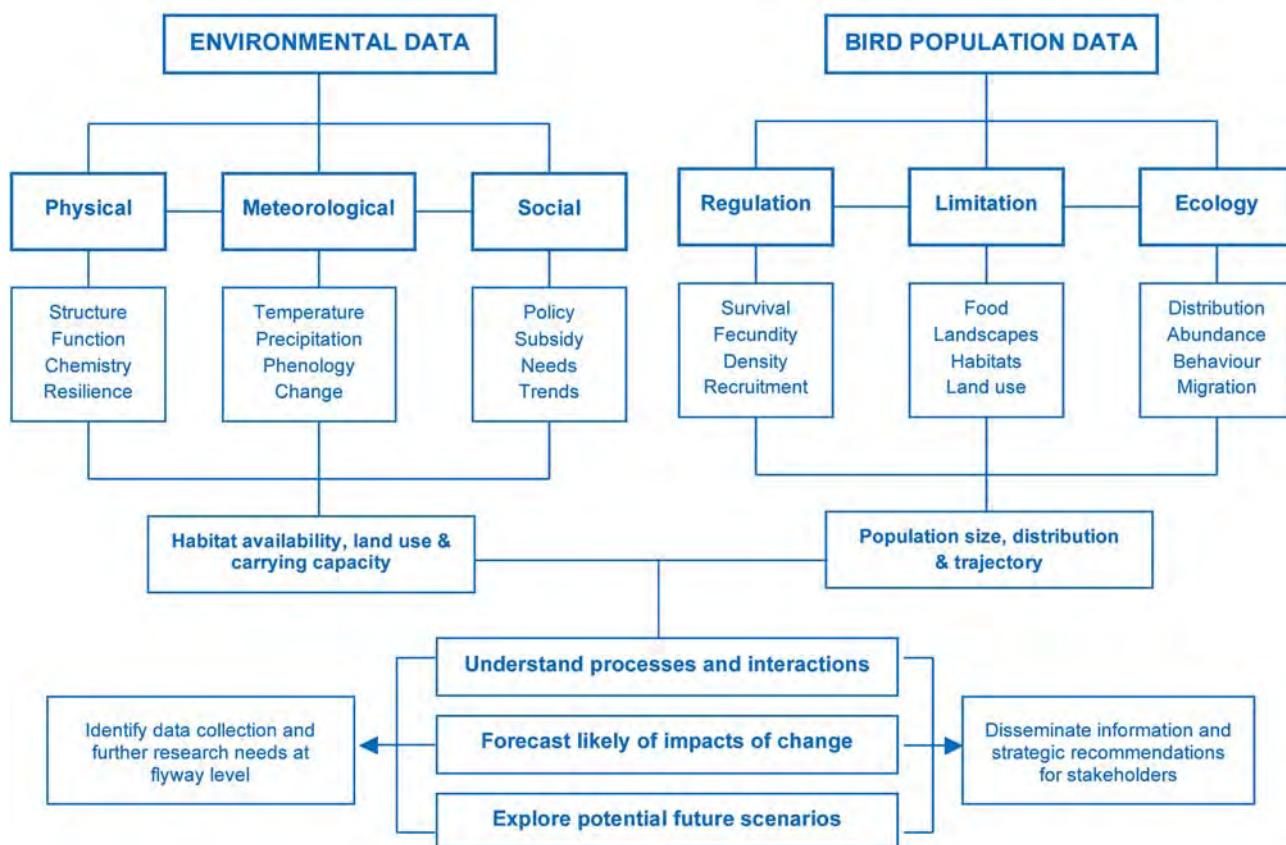 ENVIRONMENTAL DATA
BIRD POPULATION DATA
Physical
Meteorological
Social
Regulation
Limitation
Ecology
Structure
Function
Chemistry
Resilience
Temperature
Precipitation
Phenology
Change
Policy
Subsidy
Needs
Trends
Survival
Fecundity
Density
Recruitment
Food
Landscapes
Habitats
Land use
Distribution
Abundance
Behaviour
Migration
Habitat availability, land use &
carrying capacity
Population size, distribution
& trajectory
Understand processes and interactions
Forecast likely of impacts of change
Explore potential future scenarios
Identify data collection and
further research needs at
flyway level
Disseminate information and
strategic recommendations
for stakeholders